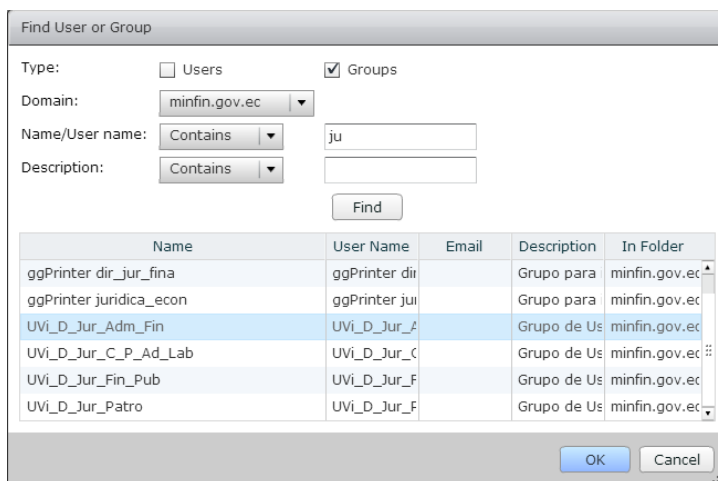 Find User or Group
Type: Users Groups
Domain: minfin.gov.ec
Name/User name: Contains ju
Description: Contains
Find
Name User Name Email Description In Folder
ggPrinter dir_jur_fina ggPrinter dir Grupo para minfin.gov.ec
ggPrinter juridica_econ ggPrinter jur Grupo para minfin.gov.ec
UVi_D_Jur_Adm_Fin UVi_D_Jur_A Grupo de Us minfin.gov.ec
UVi_D_Jur_C_P_Ad_Lab UVi_D_Jur_C Grupo de Us minfin.gov.ec
UVi_D_Jur_Fin_Pub UVi_D_Jur_F Grupo de Us minfin.gov.ec
UVi_D_Jur_Patro UVi_D_Jur_P Grupo de Us minfin.gov.ec
OK Cancel